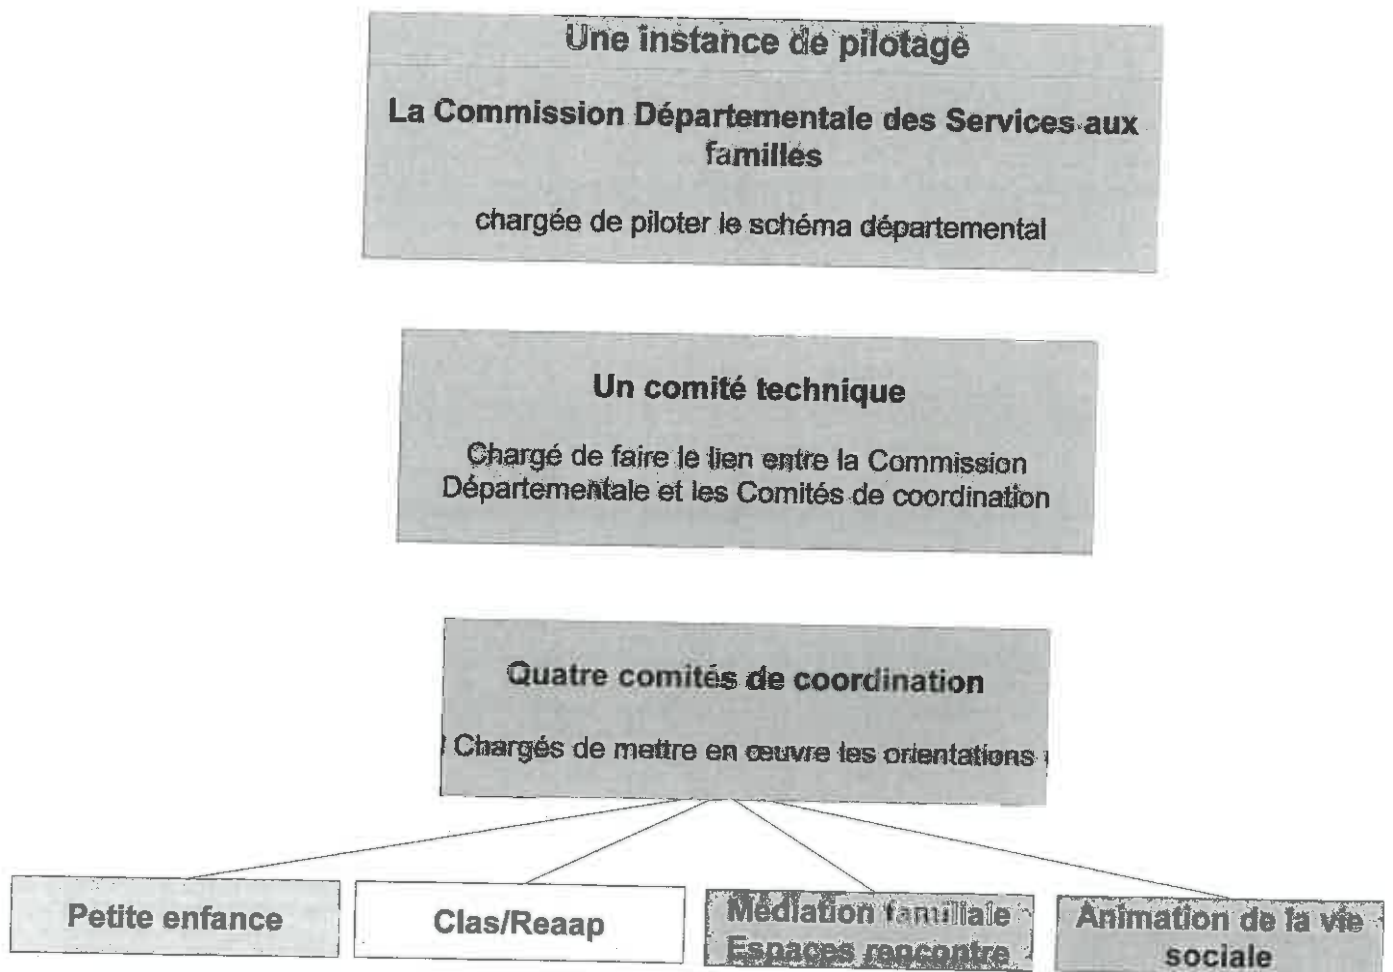 Une instance de pilotage
La Commission Départementale des Services aux
familles
chargée de piloter le schéma départemental
Un comité technique
Chargé de faire le lien entre la Commission
Départementale et les Comités de coordination
Quatre comités de coordination
Chargés de mettre en œuvre les orientations
Petite enfance
Clas/Reaap
Médiation familiale
Espaces rencontre
Animation de la vie
sociale